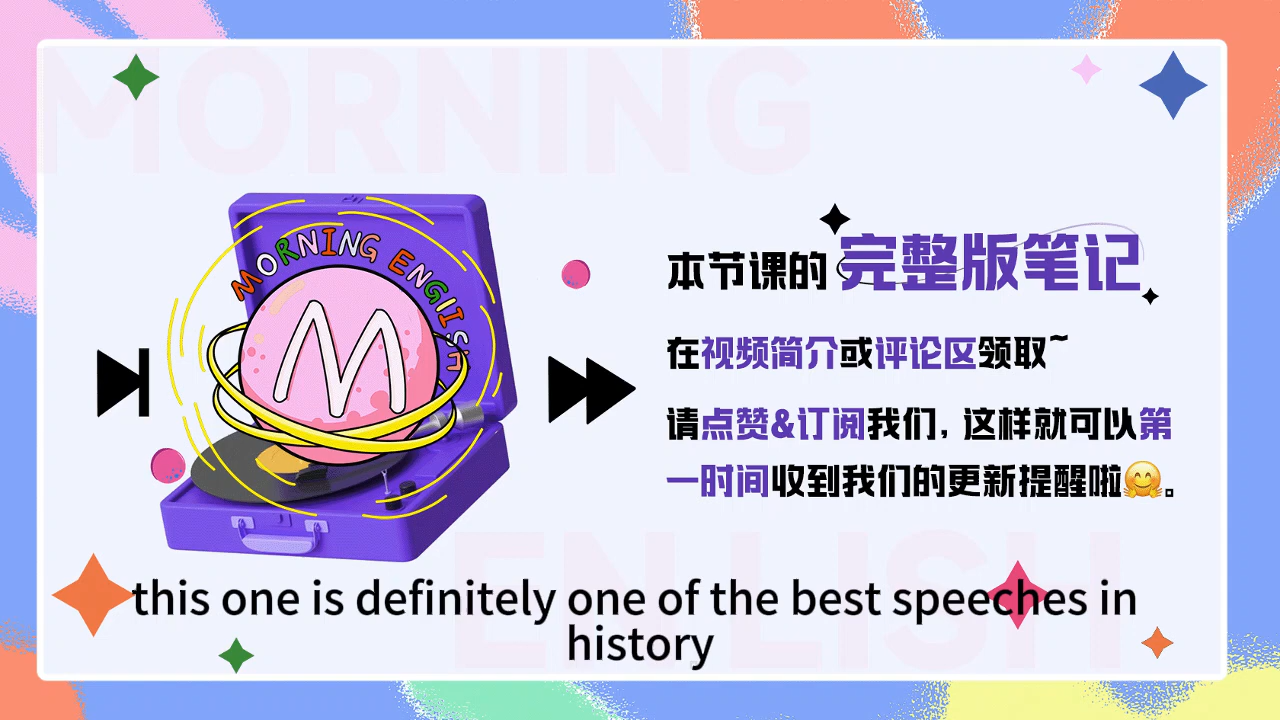 MORNING
MORNING ENGlISH
M
本节课的 完整版笔记
在视频简介或评论区领取~
请点赞&订阅我们, 这样就可以第
一时间收到我们的更新提醒啦🤗。
ENGLISH
this one is definitely one of the best speeches in
history